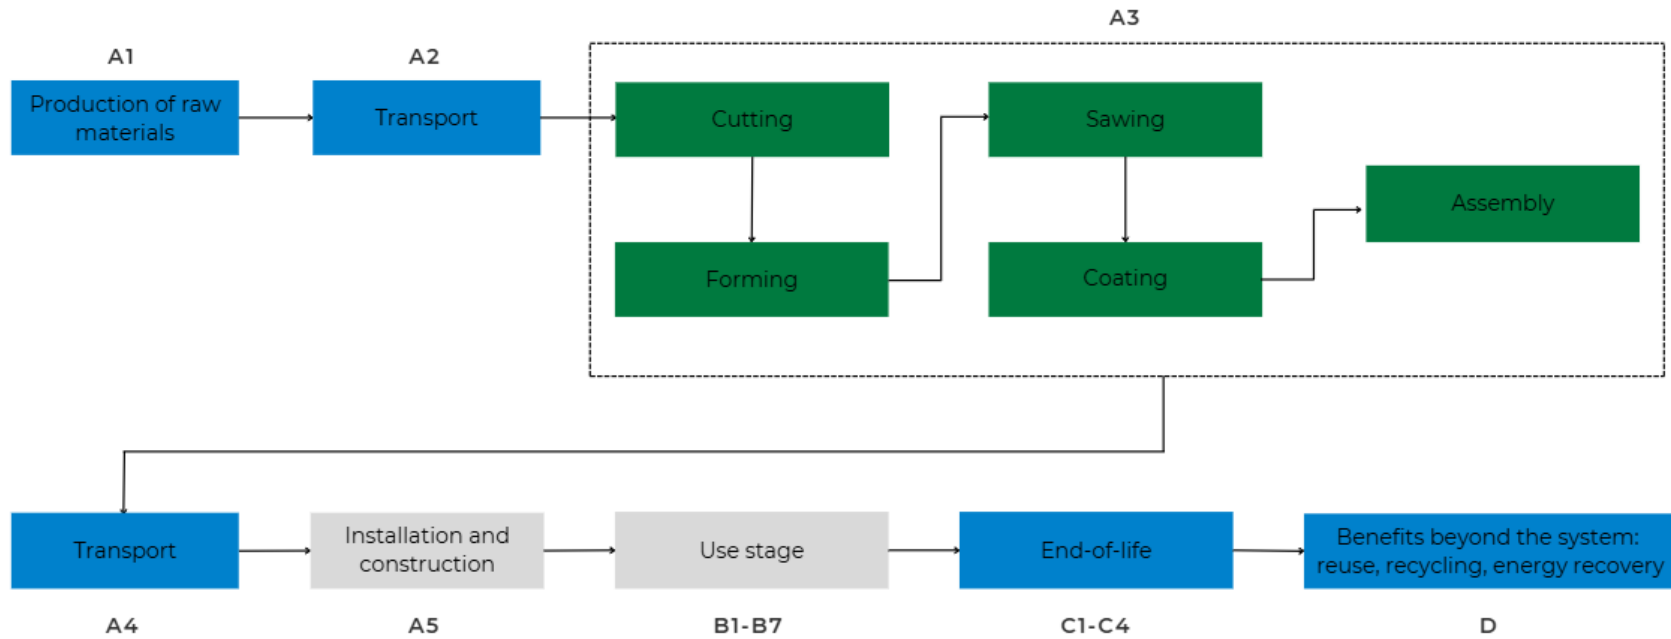 A3
A1
A2
Production of raw
materials
Transport
Cutting
Sawing
Assembly
Forming
Coating
Transport
Installation and
construction
Use stage
End-of-life
Benefits beyond the system:
reuse, recycling, energy recovery
A4
A5
B1-B7
C1-C4
D